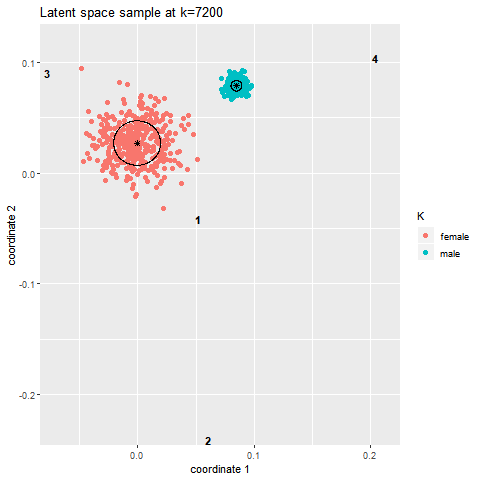 Latent space sample at k=7200
3
4
0.1
0.0
1
-0.1
-0.2
2
0.0
0.1
0.2
coordinate 1
coordinate 2
K
female
male